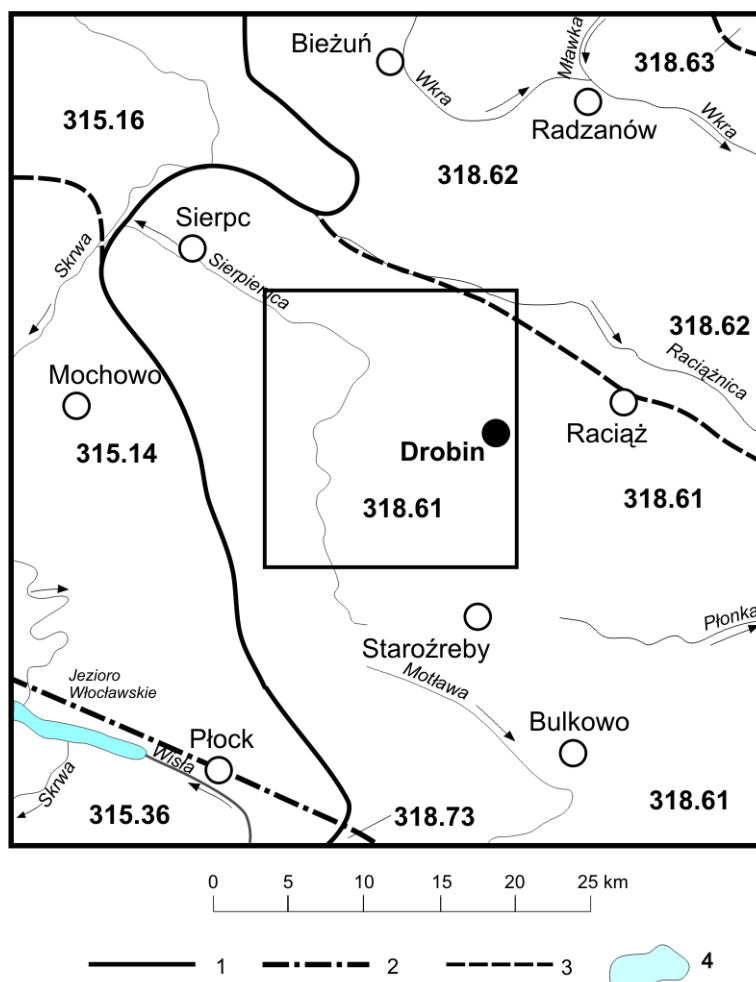 Bieżuń
Mławka
318.63
Wkra
315.16
Radzanów
Wkra
318.62
Sierpc
Skrwa
Sierpienica
318.62
Raciążnica
Mochowo
Raciąż
Drobin
315.14
318.61
318.61
Płonka
Staroźreby
Motława
Jezioro
Włocławskie
Bulkowo
Płock
Wisła
Skrwa
315.36
318.73
318.61
0 5 10 15 20 25 km
1 2 3 4